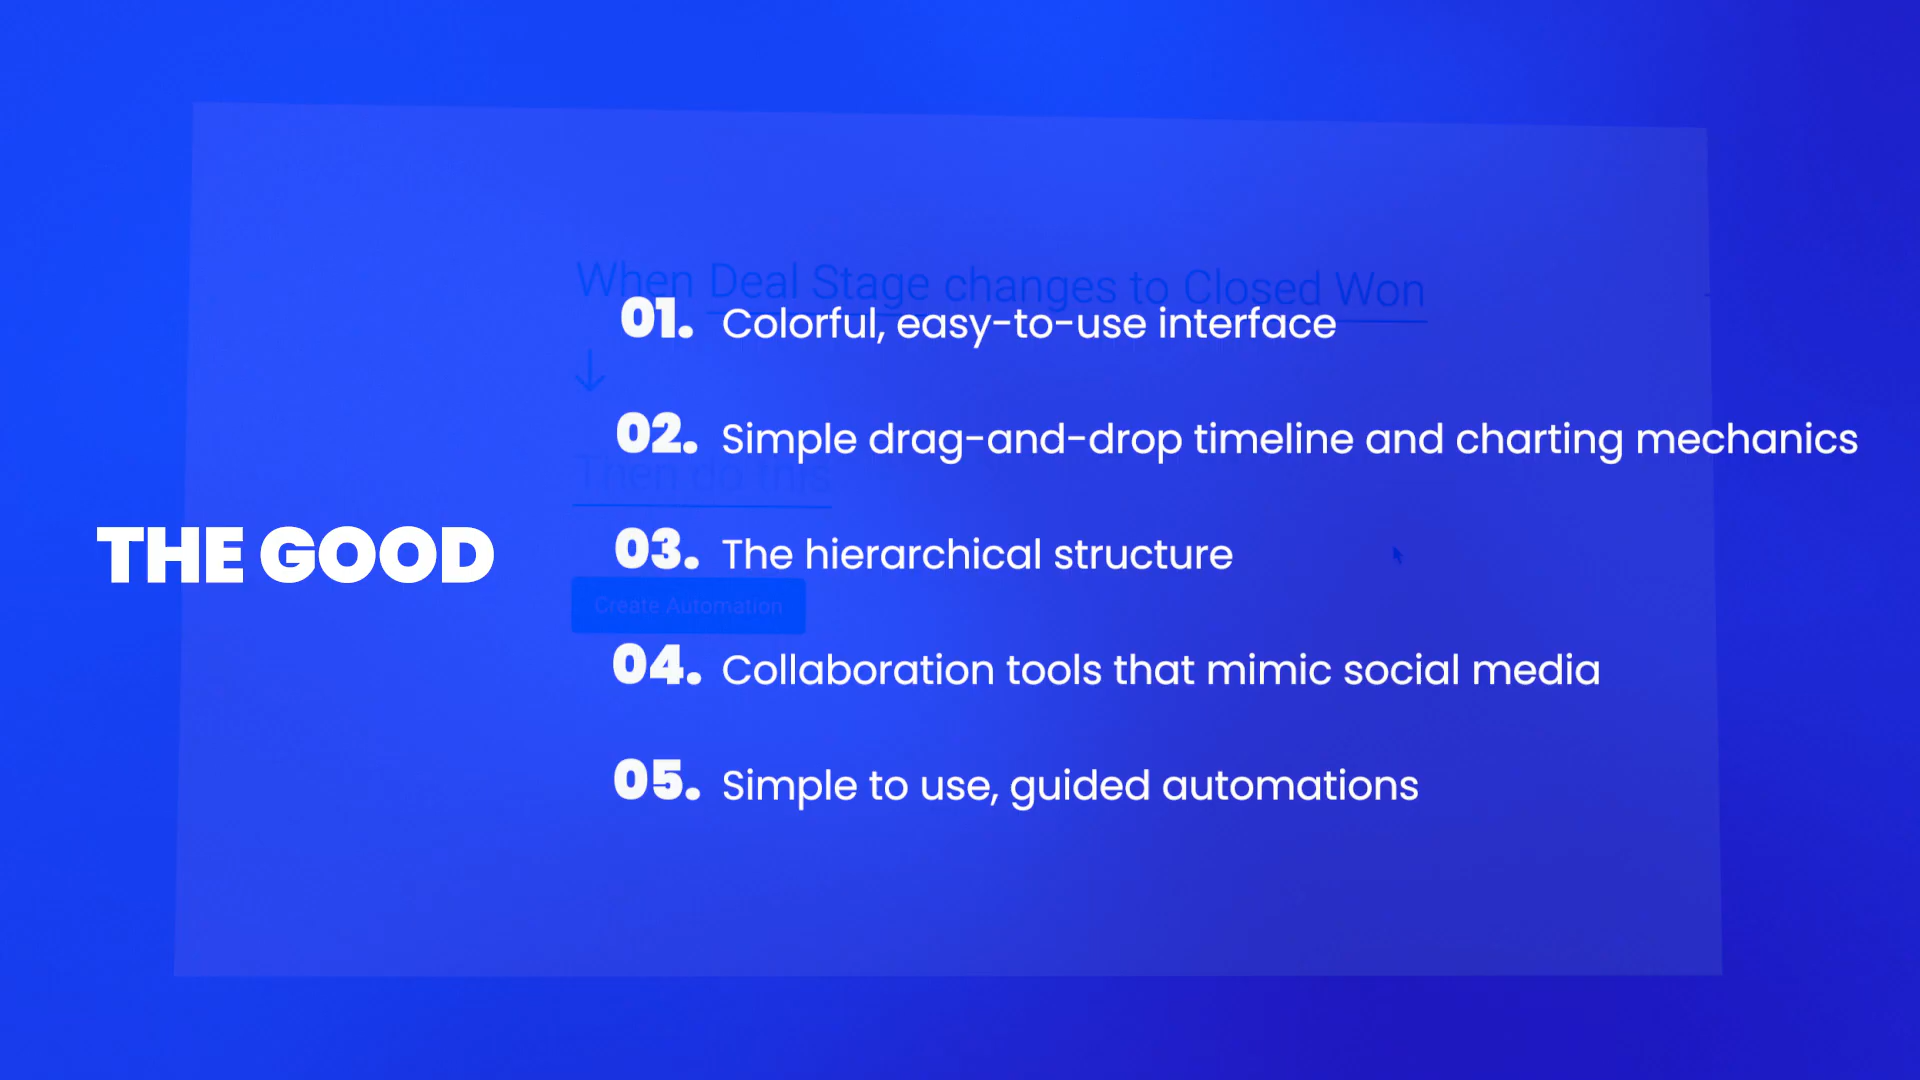 When Deal Stage changes to Closed Won
01. Colorful, easy-to-use interface
02. Simple drag-and-drop timeline and charting mechanics
Then do this
THE GOOD
03. The hierarchical structure
Create Automation
04. Collaboration tools that mimic social media
05. Simple to use, guided automations